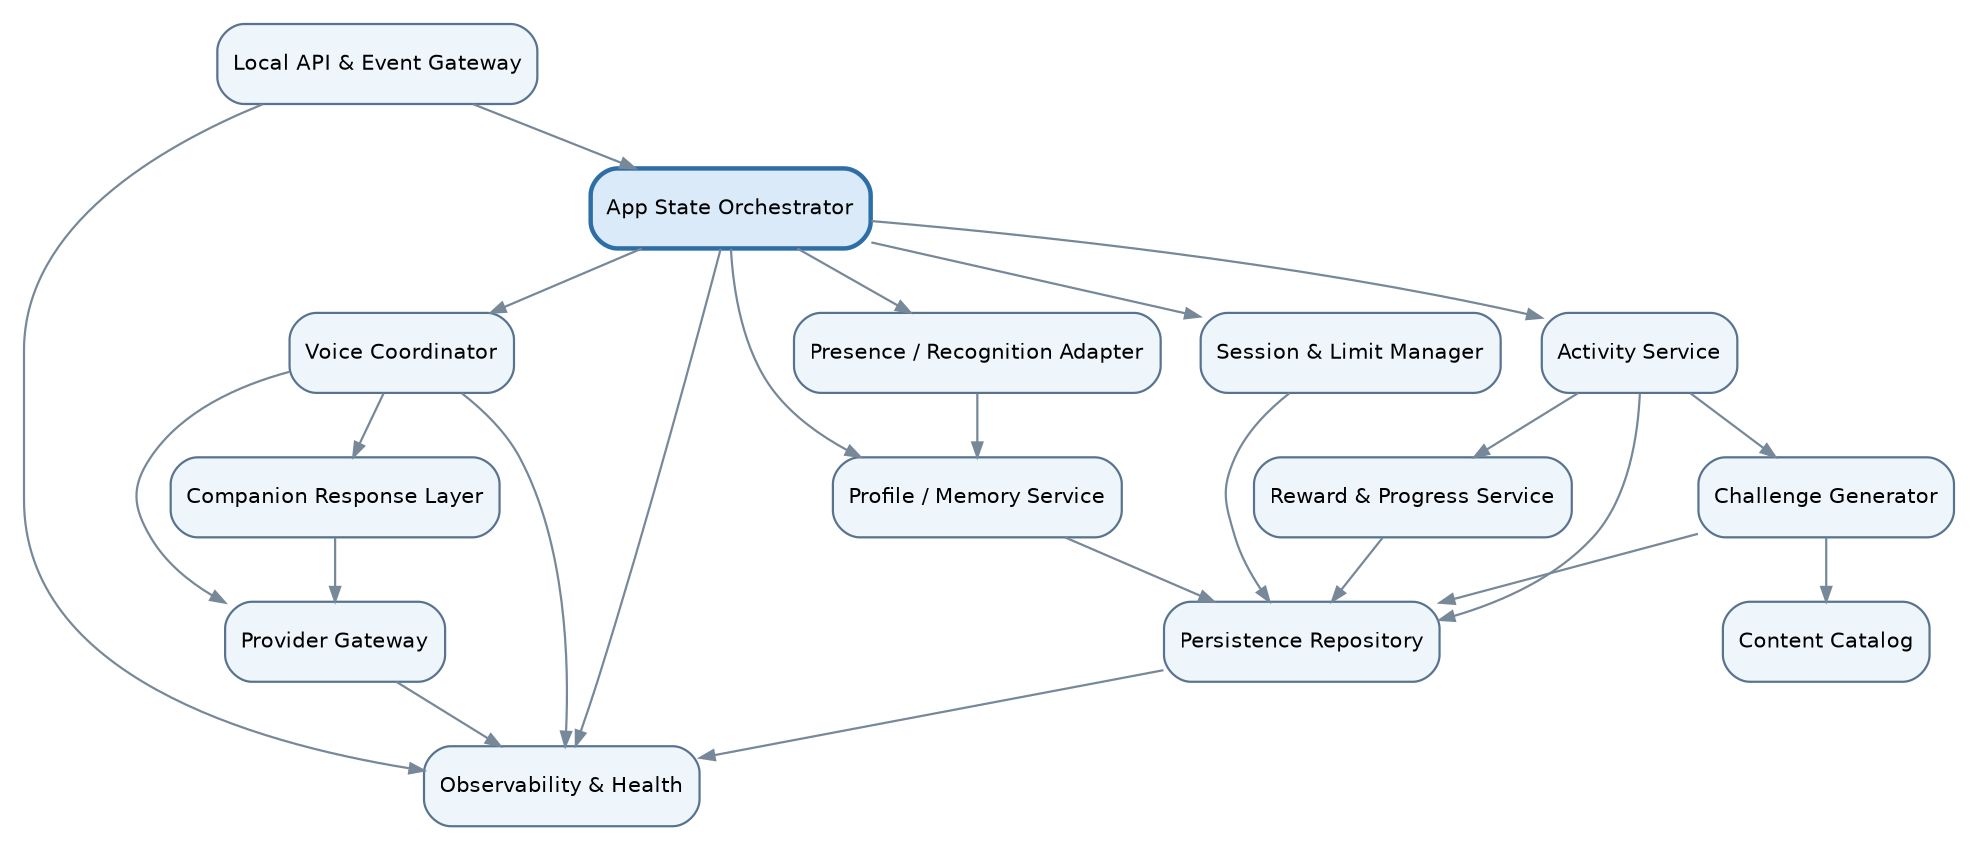 Local API & Event Gateway
App State Orchestrator
Voice Coordinator
Presence / Recognition Adapter
Session & Limit Manager
Activity Service
Companion Response Layer
Profile / Memory Service
Reward & Progress Service
Challenge Generator
Provider Gateway
Persistence Repository
Content Catalog
Observability & Health